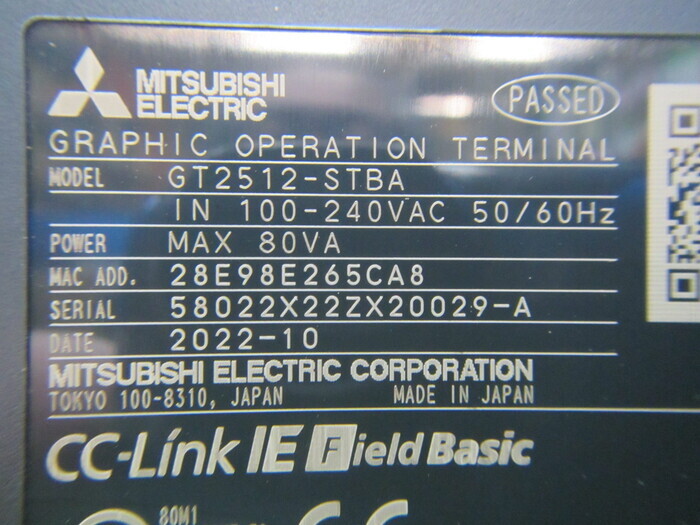 MITSUBISHI
ELECTRIC
PASSED
GRAPHIC OPERATION TERMINAL
MODEL GT2512-STBA
IN 100-240VAC 50/60Hz
POWER MAX 80VA
MAC ADD. 28E98E265CA8
SERIAL 58022X22ZX20029-A
DATE 2022-10
MITSUBISHI ELECTRIC CORPORATION
TOKYO 100-8310, JAPAN MADE IN JAPAN
CC-Link IE Field Basic
80M1